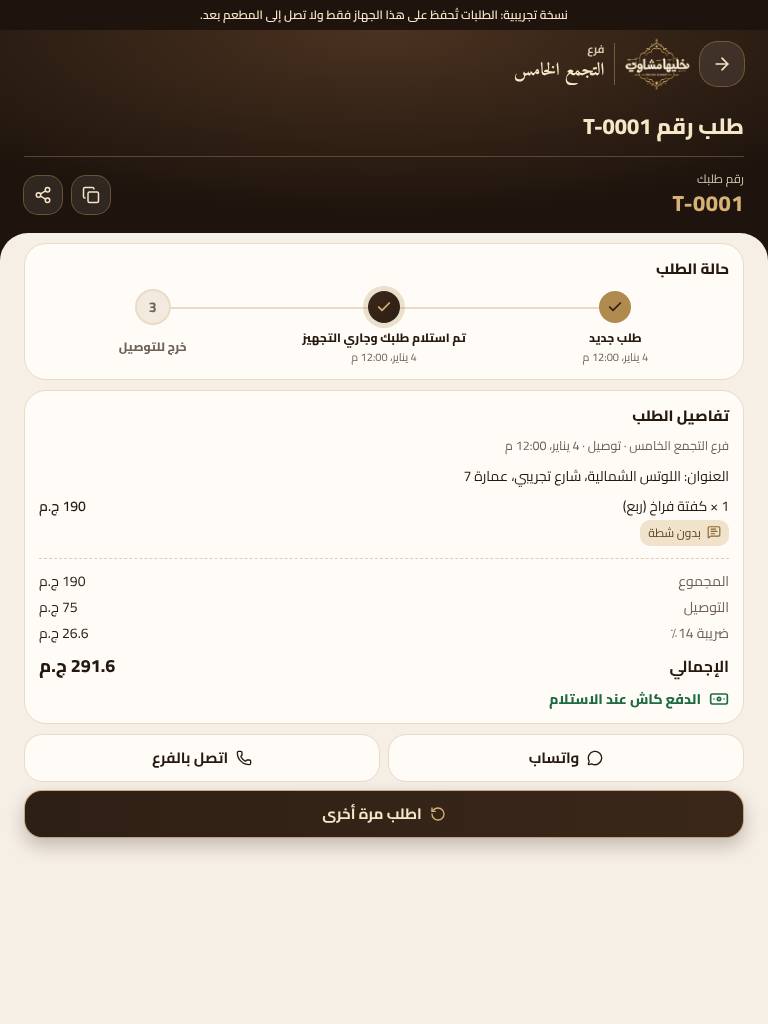 نسخة تجريبية: الطلبات تُحفظ على هذا الجهاز فقط ولا تصل إلى المطعم بعد.
خليها مشاوي
فرع
التجمع الخامس
طلب رقم T-0001
رقم طلبك
T-0001
حالة الطلب
طلب جديد
4 يناير، 12:00 م
تم استلام طلبك وجاري التجهيز
4 يناير، 12:00 م
3
خرج للتوصيل
تفاصيل الطلب
فرع التجمع الخامس · توصيل · 4 يناير، 12:00 م
العنوان: اللوتس الشمالية، شارع تجريبي، عمارة 7
1 × كفتة فراخ (ربع) 190 ج.م
بدون شطة
المجموع 190 ج.م
التوصيل 75 ج.م
ضريبة 14٪ 26.6 ج.م
الإجمالي 291.6 ج.م
الدفع كاش عند الاستلام
واتساب
اتصل بالفرع
اطلب مرة أخرى